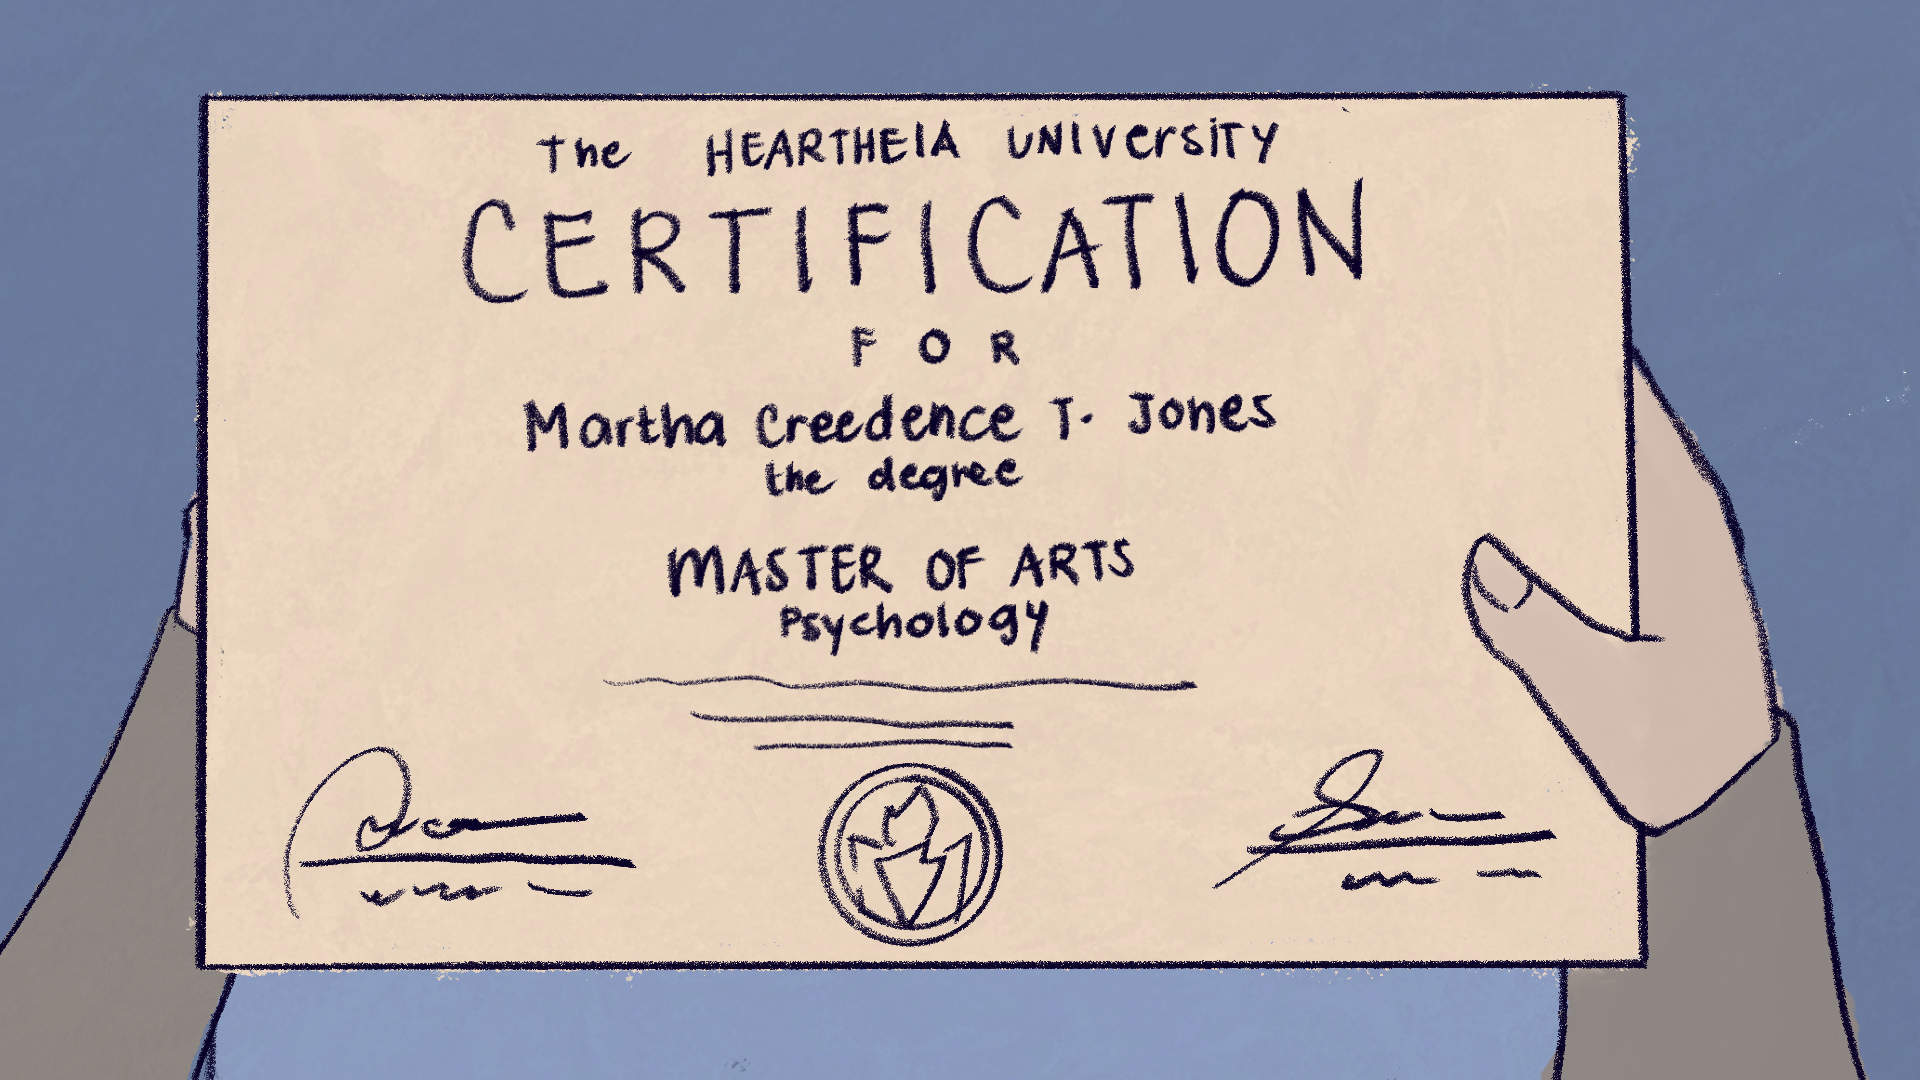 The HEARTHEIA UNIVERSITY
CERTIFICATION
FOR
Martha Creedence T. Jones
the degree
MASTER OF ARTS
Psychology